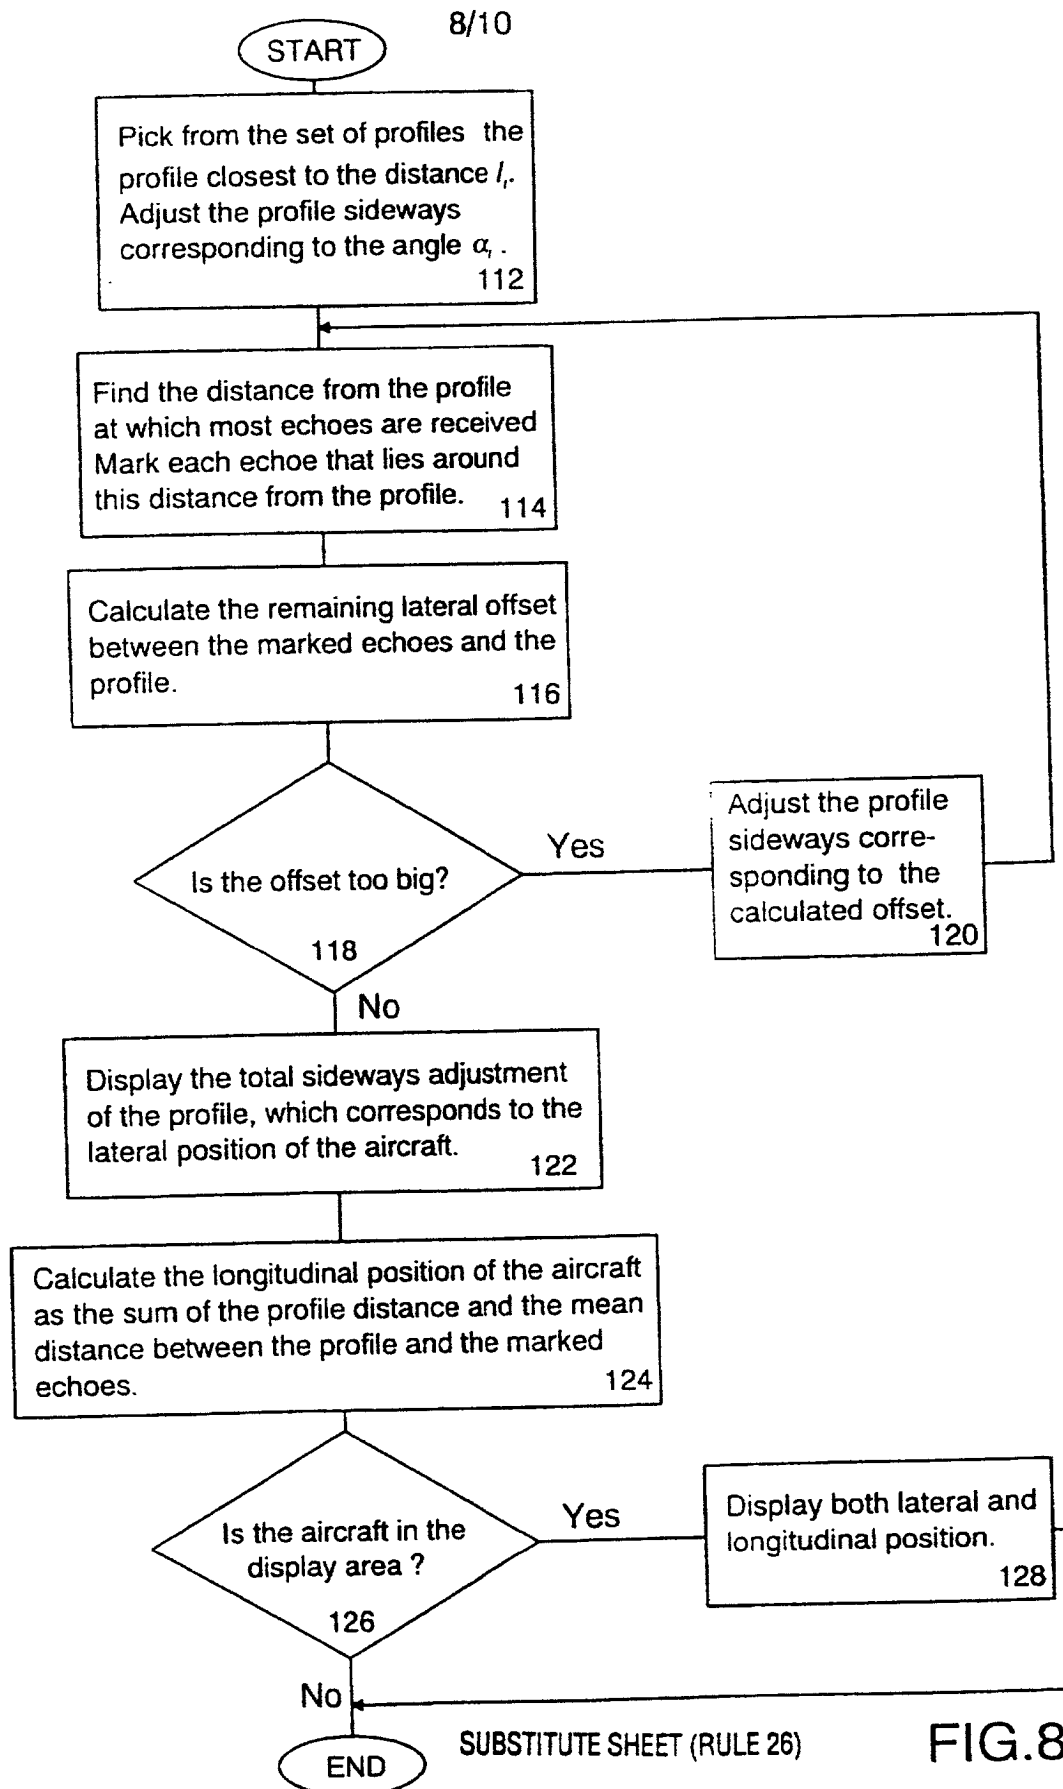 8/10
START
Pick from the set of profiles the
profile closest to the distance lᵢ.
Adjust the profile sideways
corresponding to the angle αᵢ .
112
Find the distance from the profile
at which most echoes are received
Mark each echoe that lies around
this distance from the profile.
114
Calculate the remaining lateral offset
between the marked echoes and the
profile.
116
Is the offset too big?
118
Yes
Adjust the profile
sideways corre-
sponding to the
calculated offset.
120
No
Display the total sideways adjustment
of the profile, which corresponds to the
lateral position of the aircraft.
122
Calculate the longitudinal position of the aircraft
as the sum of the profile distance and the mean
distance between the profile and the marked
echoes.
124
Is the aircraft in the
display area ?
126
Yes
Display both lateral and
longitudinal position.
128
No
END
SUBSTITUTE SHEET (RULE 26)
FIG.8